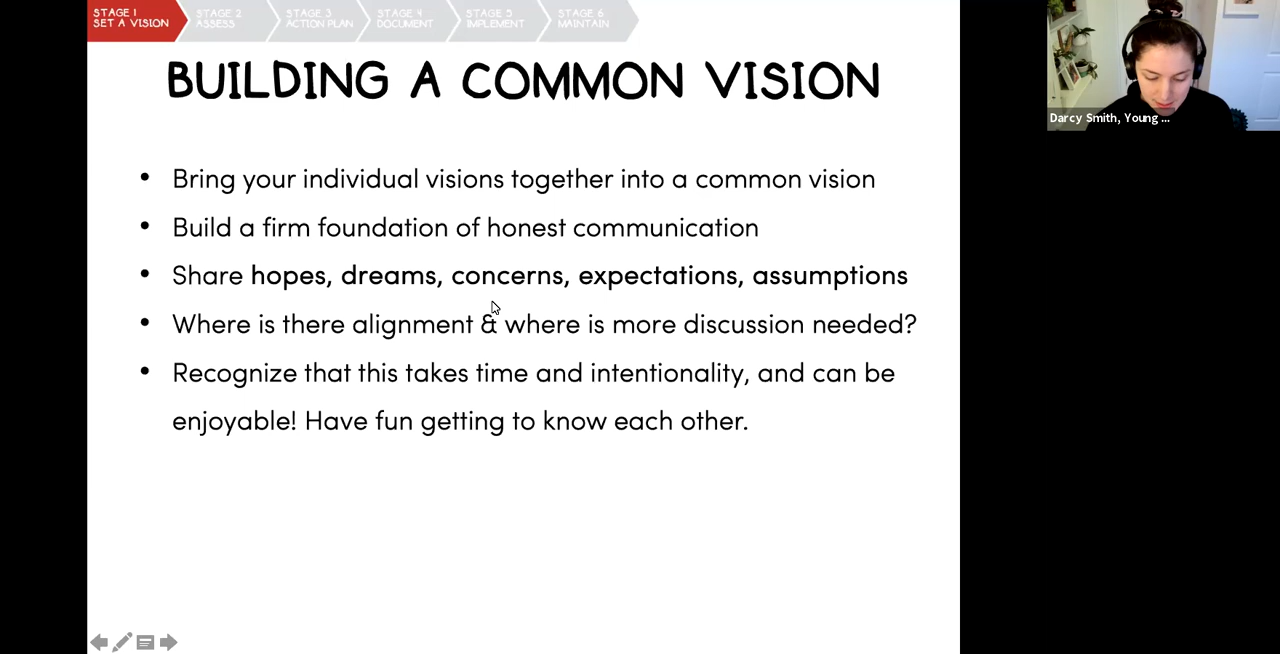 STAGE 1
SET A VISION
STAGE 2
ASSESS
STAGE 3
ACTION PLAN
STAGE 4
DOCUMENT
STAGE 5
IMPLEMENT
STAGE 6
MAINTAIN
BUILDING A COMMON VISION
• Bring your individual visions together into a common vision
• Build a firm foundation of honest communication
• Share hopes, dreams, concerns, expectations, assumptions
• Where is there alignment & where is more discussion needed?
• Recognize that this takes time and intentionality, and can be
enjoyable! Have fun getting to know each other.
Darcy Smith, Young ...